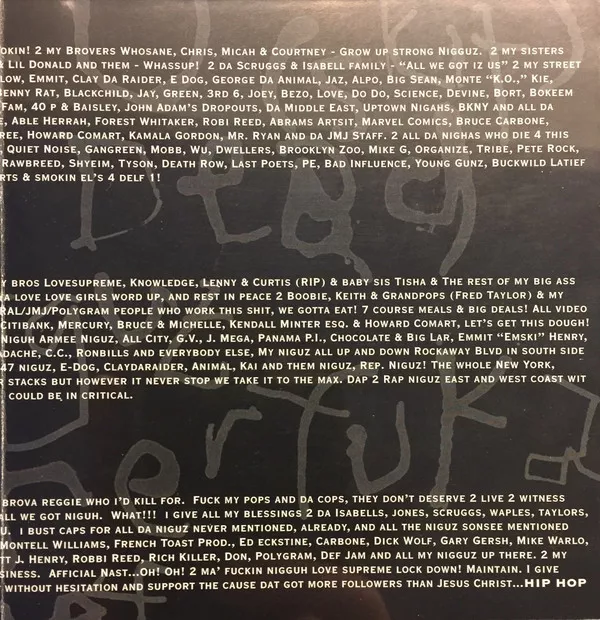 OKIN! 2 MY BROVERS WHOSANE, CHRIS, MICAH & COURTNEY - GROW UP STRONG NIGGUZ. 2 MY SISTERS
& LIL DONALD AND THEM - WHASSUP! 2 DA SCRUGGS & ISABELL FAMILY - "ALL WE GOT IZ US" 2 MY STREET
LOW, EMMIT, CLAY DA RAIDER, E DOG, GEORGE DA ANIMAL, JAZ, ALPO, BIG SEAN, MONTE "K.O.," KIE,
BENNY RAT, BLACKCHILD, JAY, GREEN, 3RD 6, JOEY, BEZO, LOVE, DO DO, SCIENCE, DEVINE, BORT, BOKEEM
FAM, 40 P & BAISLEY, JOHN ADAM'S DROPOUTS, DA MIDDLE EAST, UPTOWN NIGAHS, BKNY AND ALL DA
E, ABLE HERRAH, FOREST WHITAKER, ROBI REED, ABRAMS ARTSIT, MARVEL COMICS, BRUCE CARBONE,
REE, HOWARD COMART, KAMALA GORDON, MR. RYAN AND DA JMJ STAFF. 2 ALL DA NIGHAS WHO DIE 4 THIS
, QUIET NOISE, GANGREEN, MOBB, WU, DWELLERS, BROOKLYN ZOO, MIKE G, ORGANIZE, TRIBE, PETE ROCK,
RAWBREED, SHYEIM, TYSON, DEATH ROW, LAST POETS, PE, BAD INFLUENCE, YOUNG GUNZ, BUCKWILD LATIEF
RTS & SMOKIN EL'S 4 DELF 1!
Y BROS LOVESUPREME, KNOWLEDGE, LENNY & CURTIS (RIP) & BABY SIS TISHA & THE REST OF MY BIG ASS
A LOVE LOVE GIRLS WORD UP, AND REST IN PEACE 2 BOOBIE, KEITH & GRANDPOPS (FRED TAYLOR) & MY
RAL/JMJ/POLYGRAM PEOPLE WHO WORK THIS SHIT, WE GOTTA EAT! 7 COURSE MEALS & BIG DEALS! ALL VIDEO
CITIBANK, MERCURY, BRUCE & MICHELLE, KENDALL MINTER ESQ. & HOWARD COMART, LET'S GET THIS DOUGH!
NIGUH ARMEE NIGUZ, ALL CITY, G.V., J. MEGA, PANAMA P.I., CHOCOLATE & BIG LAR, EMMIT "EMSKI" HENRY,
ADACHE, C.C., RONBILLS AND EVERYBODY ELSE, MY NIGUZ ALL UP AND DOWN ROCKAWAY BLVD IN SOUTH SIDE
47 NIGUZ, E-DOG, CLAYDARAIDER, ANIMAL, KAI AND THEM NIGUZ, REP. NIGUZ! THE WHOLE NEW YORK,
R STACKS BUT HOWEVER IT NEVER STOP WE TAKE IT TO THE MAX. DAP 2 RAP NIGUZ EAST AND WEST COAST WIT
COULD BE IN CRITICAL.
BROVA REGGIE WHO I'D KILL FOR. FUCK MY POPS AND DA COPS, THEY DON'T DESERVE 2 LIVE 2 WITNESS
ALL WE GOT NIGUH. WHAT!!! I GIVE ALL MY BLESSINGS 2 DA ISABELLS, JONES, SCRUGGS, WAPLES, TAYLORS,
U. I BUST CAPS FOR ALL DA NIGUZ NEVER MENTIONED, ALREADY, AND ALL THE NIGUZ SONSEE MENTIONED
MONTELL WILLIAMS, FRENCH TOAST PROD., ED ECKSTINE, CARBONE, DICK WOLF, GARY GERSH, MIKE WARLO,
TT J. HENRY, ROBBI REED, RICH KILLER, DON, POLYGRAM, DEF JAM AND ALL MY NIGGUZ UP THERE. 2 MY
SINESS. AFFICIAL NAST...OH! OH! 2 MA' FUCKIN NIGGUH LOVE SUPREME LOCK DOWN! MAINTAIN. I GIVE
WITHOUT HESITATION AND SUPPORT THE CAUSE DAT GOT MORE FOLLOWERS THAN JESUS CHRIST...HIP HOP